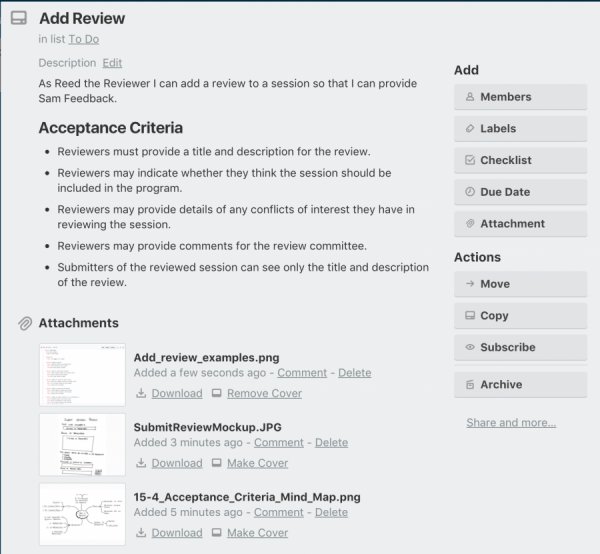 Add Review
in list To Do
Description Edit
As Reed the Reviewer I can add a review to a session so that I can provide
Sam Feedback.
Acceptance Criteria
Reviewers must provide a title and description for the review.
Reviewers may indicate whether they think the session should be
included in the program.
Reviewers may provide details of any conflicts of interest they have in
reviewing the session.
Reviewers may provide comments for the review committee.
Submitters of the reviewed session can see only the title and description
of the review.
Attachments
Add_review_examples.png
Added a few seconds ago - Comment - Delete
Download Remove Cover
SubmitReviewMockup.JPG
Added 3 minutes ago - Comment - Delete
Download Make Cover
15-4_Acceptance_Criteria_Mind_Map.png
Added 5 minutes ago - Comment - Delete
Download Make Cover
Add
Members
Labels
Checklist
Due Date
Attachment
Actions
Move
Copy
Subscribe
Archive
Share and more...